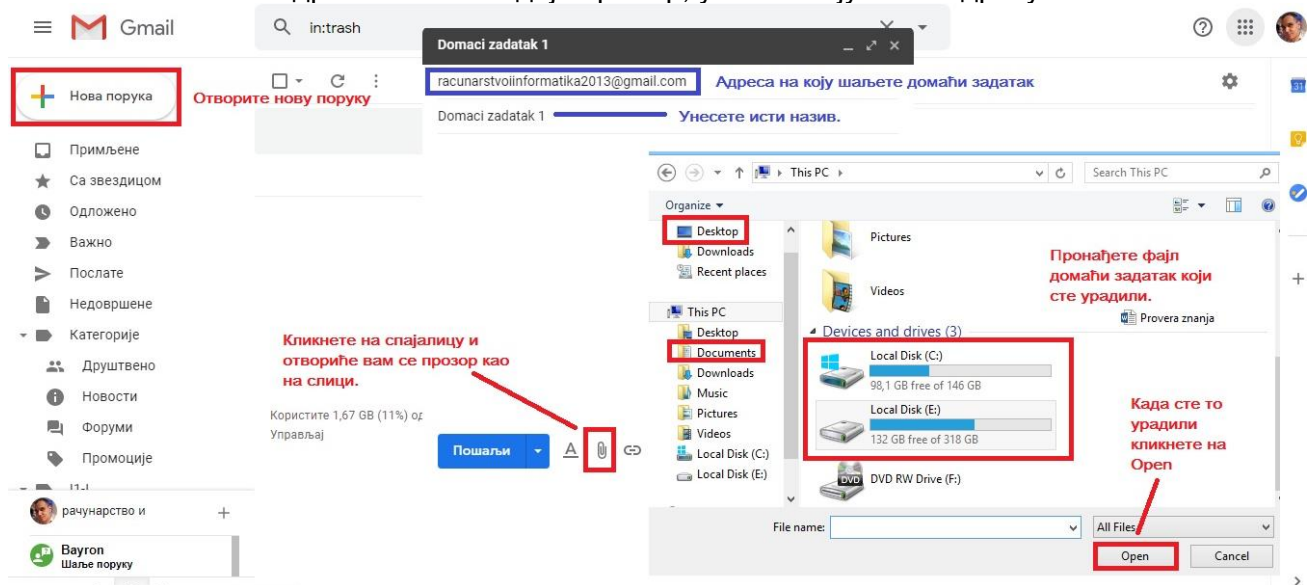 Gmail
in:trash
Domaci zadatak 1
Нова порука
Отворите нову поруку
racunarstvoiinformatika2013@gmail.com
Адреса на коју шаљете домаћи задатак
Domaci zadatak 1
Унесете исти назив.
31
Примљене
Са звездицом
Одложено
Важно
Послате
Недовршене
Категорије
Друштвено
Новости
Форуми
Промоције
рачунарство и
Bayron
Шаље поруку
Кликнете на спајалицу и
отвориће вам се прозор као
на слици.
Користите 1,67 GB (11%) од
Управљај
Пошаљи
This PC
Search This PC
Organize
Desktop
Downloads
Recent places
This PC
Desktop
Documents
Downloads
Music
Pictures
Videos
Local Disk (C:)
Local Disk (E:)
Pictures
Videos
Devices and drives (3)
Local Disk (C:)
98,1 GB free of 146 GB
Local Disk (E:)
132 GB free of 318 GB
DVD
DVD RW Drive (F:)
Пронађете фајл
домаћи задатак који
сте урадили.
Provera znanja
Када сте то
урадили
кликнете на
Open
File name:
All Files
Open
Cancel